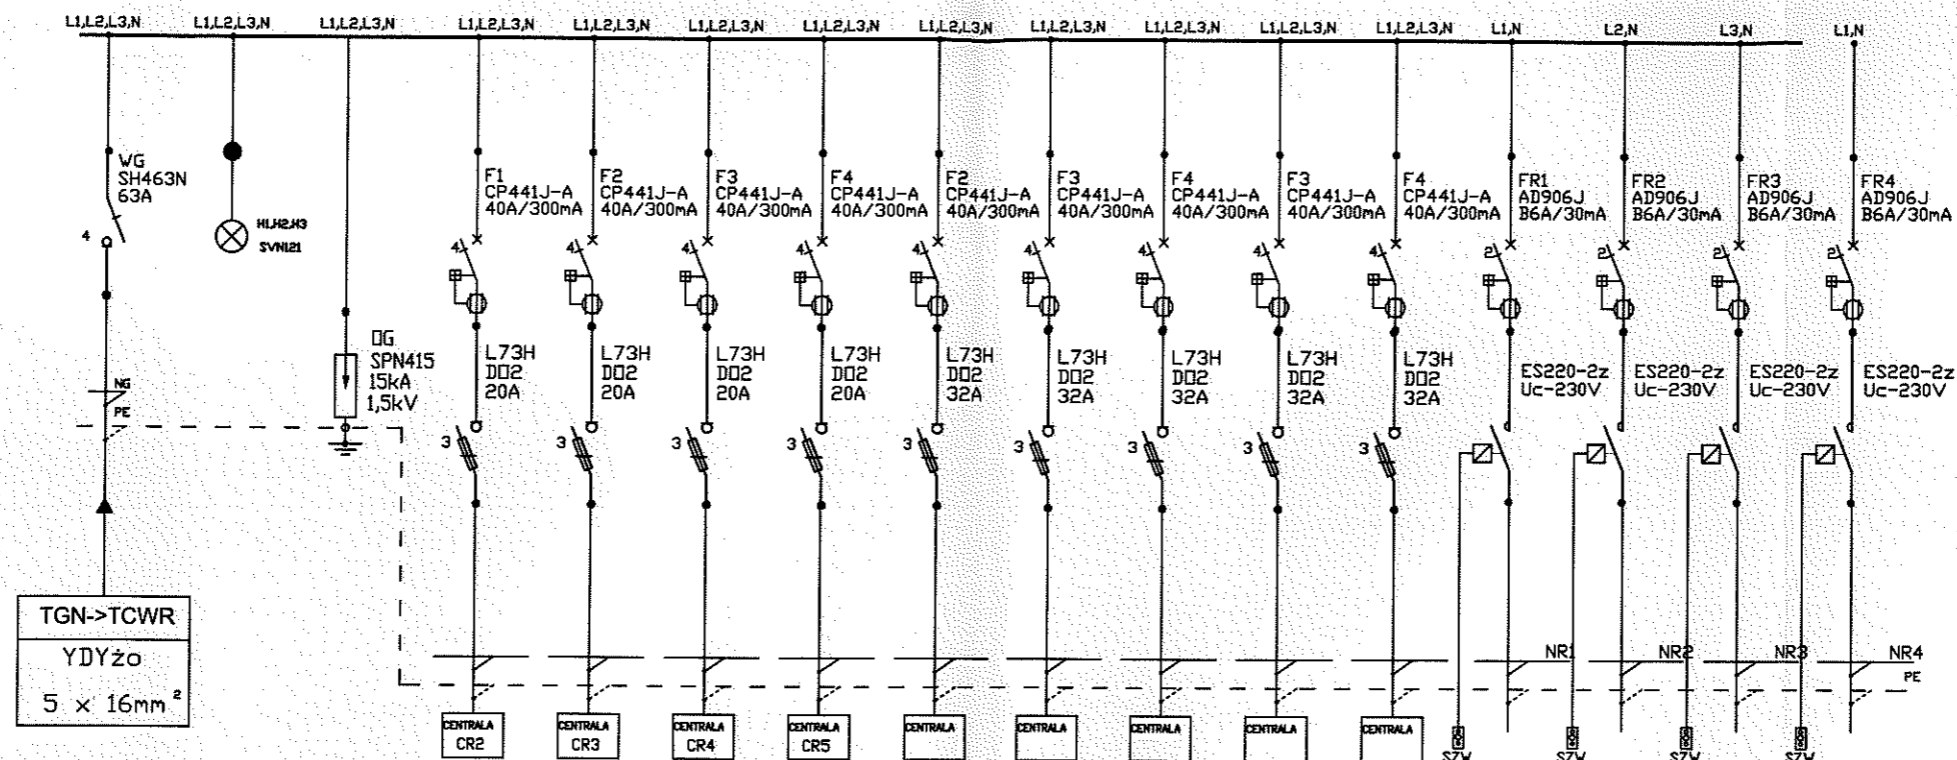 L1,L2,L3,N
L1,L2,L3,N
L1,L2,L3,N
L1,L2,L3,N
L1,L2,L3,N
L1,L2,L3,N
L1,L2,L3,N
L1,L2,L3,N
L1,L2,L3,N
L1,L2,L3,N
L1,L2,L3,N
L1,L2,L3,N
L1,N
L2,N
L3,N
L1,N
WG
SH463N
63A
4
H1,H2,H3
SVN121
OG
SPN415
15kA
1,5kV
NG
PE
TGN->TCWR
YDYżo
5 x 16mm²
F1
CP441J-A
40A/300mA
4
L73H
D02
20A
3
CENTRALA
CR2
F2
CP441J-A
40A/300mA
4
L73H
D02
20A
3
CENTRALA
CR3
F3
CP441J-A
40A/300mA
4
L73H
D02
20A
3
CENTRALA
CR4
F4
CP441J-A
40A/300mA
4
L73H
D02
20A
3
CENTRALA
CR5
F2
CP441J-A
40A/300mA
4
L73H
D02
32A
3
CENTRALA
F3
CP441J-A
40A/300mA
4
L73H
D02
32A
3
CENTRALA
F4
CP441J-A
40A/300mA
4
L73H
D02
32A
3
CENTRALA
F3
CP441J-A
40A/300mA
4
L73H
D02
32A
3
CENTRALA
F4
CP441J-A
40A/300mA
4
L73H
D02
32A
3
CENTRALA
FR1
AD906J
B6A/30mA
2
ES220-2z
Uc-230V
NR1
SZW
FR2
AD906J
B6A/30mA
2
ES220-2z
Uc-230V
NR2
SZW
FR3
AD906J
B6A/30mA
2
ES220-2z
Uc-230V
NR3
SZW
FR4
AD906J
B6A/30mA
2
ES220-2z
Uc-230V
NR4
PE
SZW